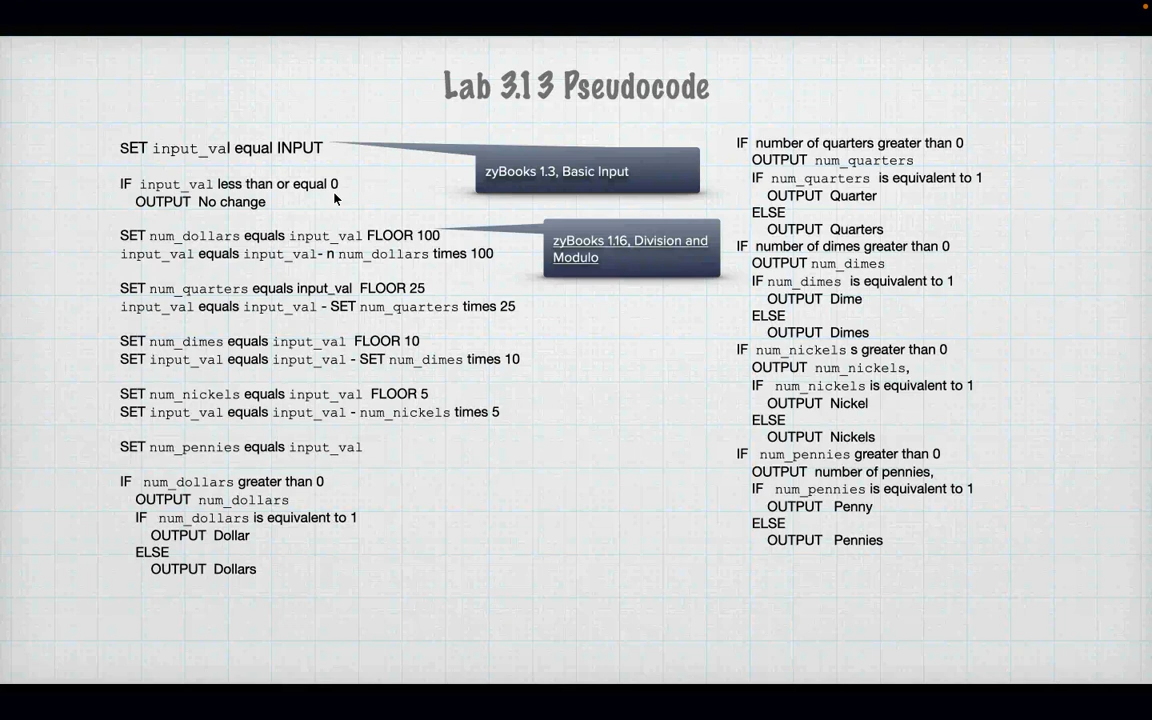 Lab 3.13 Pseudocode
SET input_val equal INPUT
zyBooks 1.3, Basic Input
IF input_val less than or equal 0
OUTPUT No change
SET num_dollars equals input_val FLOOR 100
input_val equals input_val- n num_dollars times 100
zyBooks 1.16, Division and
Modulo
SET num_quarters equals input_val FLOOR 25
input_val equals input_val - SET num_quarters times 25
SET num_dimes equals input_val FLOOR 10
SET input_val equals input_val - SET num_dimes times 10
SET num_nickels equals input_val FLOOR 5
SET input_val equals input_val - num_nickels times 5
SET num_pennies equals input_val
IF num_dollars greater than 0
OUTPUT num_dollars
IF num_dollars is equivalent to 1
OUTPUT Dollar
ELSE
OUTPUT Dollars
IF number of quarters greater than 0
OUTPUT num_quarters
IF num_quarters is equivalent to 1
OUTPUT Quarter
ELSE
OUTPUT Quarters
IF number of dimes greater than 0
OUTPUT num_dimes
IF num_dimes is equivalent to 1
OUTPUT Dime
ELSE
OUTPUT Dimes
IF num_nickels s greater than 0
OUTPUT num_nickels,
IF num_nickels is equivalent to 1
OUTPUT Nickel
ELSE
OUTPUT Nickels
IF num_pennies greater than 0
OUTPUT number of pennies,
IF num_pennies is equivalent to 1
OUTPUT Penny
ELSE
OUTPUT Pennies